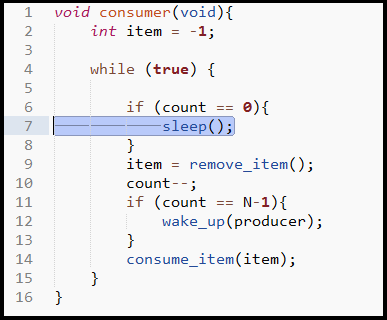 1 void consumer(void){
2     int item = -1;
3
4     while (true) {
5
6         if (count == 0){
7             sleep();
8         }
9         item = remove_item();
10         count--;
11         if (count == N-1){
12             wake_up(producer);
13         }
14         consume_item(item);
15     }
16 }